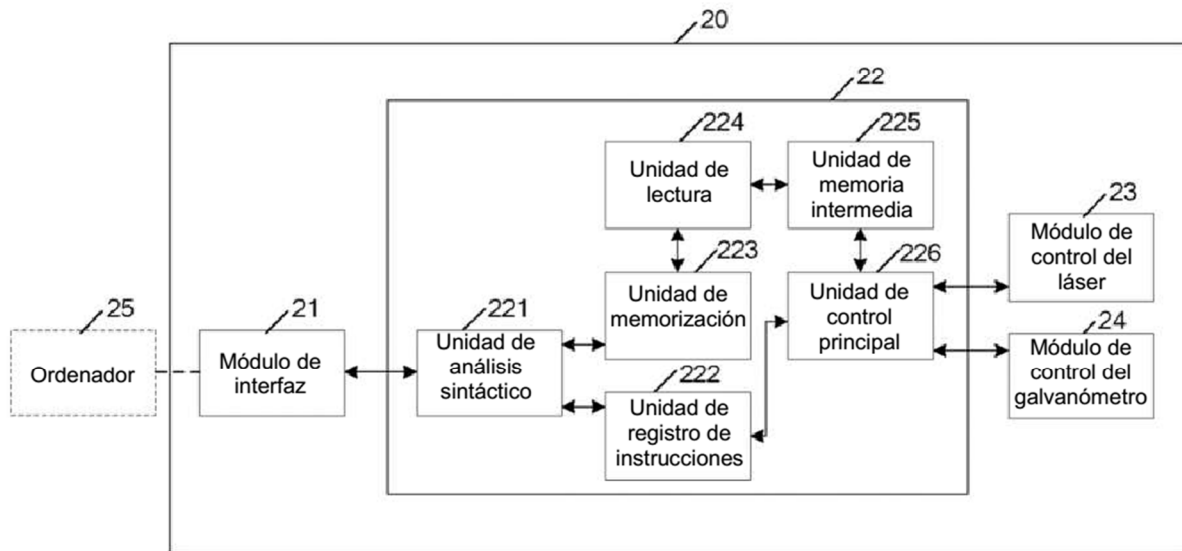 20
22
224
Unidad de
lectura
225
Unidad de
memoria
intermedia
23
Módulo de
control del
láser
223
Unidad de
memorización
226
Unidad de
control
principal
25
Ordenador
21
Módulo de
interfaz
221
Unidad de
análisis
sintáctico
24
Módulo de
control del
galvanómetro
222
Unidad de
registro de
instrucciones